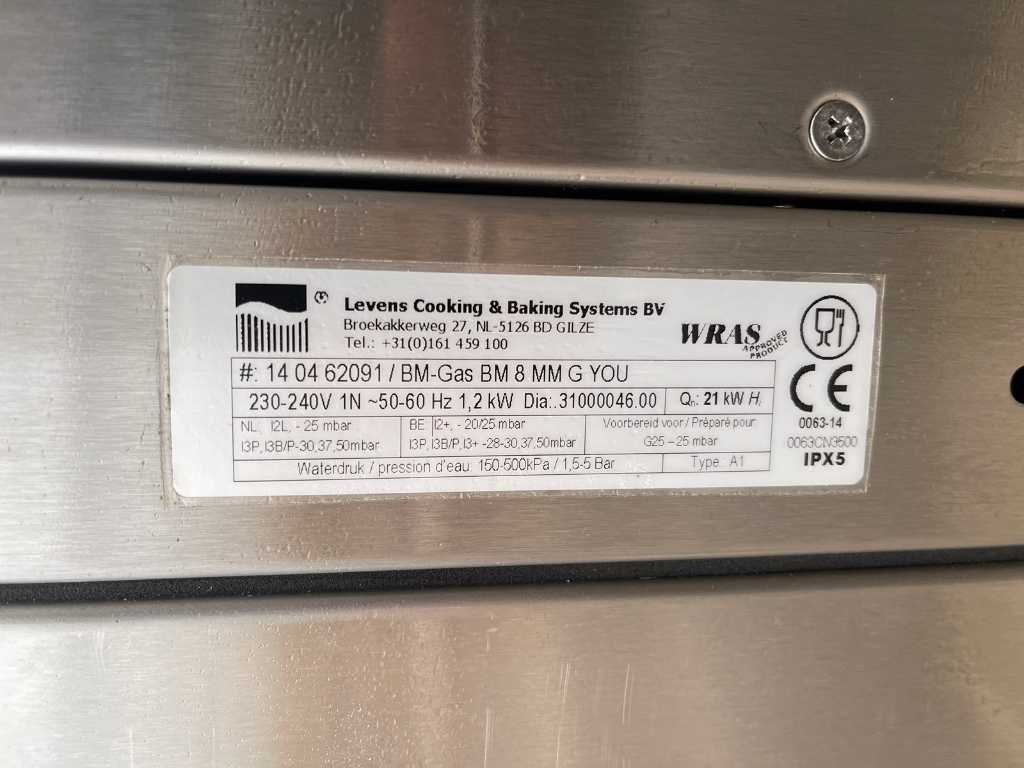 Levens Cooking & Baking Systems BV
Broekakkerweg 27, NL-5126 BD GILZE
Tel.: +31(0)161 459 100
WRAS APPROVED PRODUCT
#: 14 04 62091 / BM-Gas BM 8 MM G YOU
230-240V 1N ~50-60 Hz 1,2 kW Dia:.31000046.00
Qn: 21 kW Hi
NL: I2L, - 25 mbar
I3P, I3B/P-30,37,50mbar
BE: I2+, - 20/25 mbar
I3P, I3B/P, I3+ -28-30,37,50mbar
Voorbereid voor / Préparé pour
G25 – 25 mbar
Waterdruk / pression d'eau: 150-500kPa / 1,5-5 Bar
Type: A1
CE
0063-14
0063CN3500
IPX5